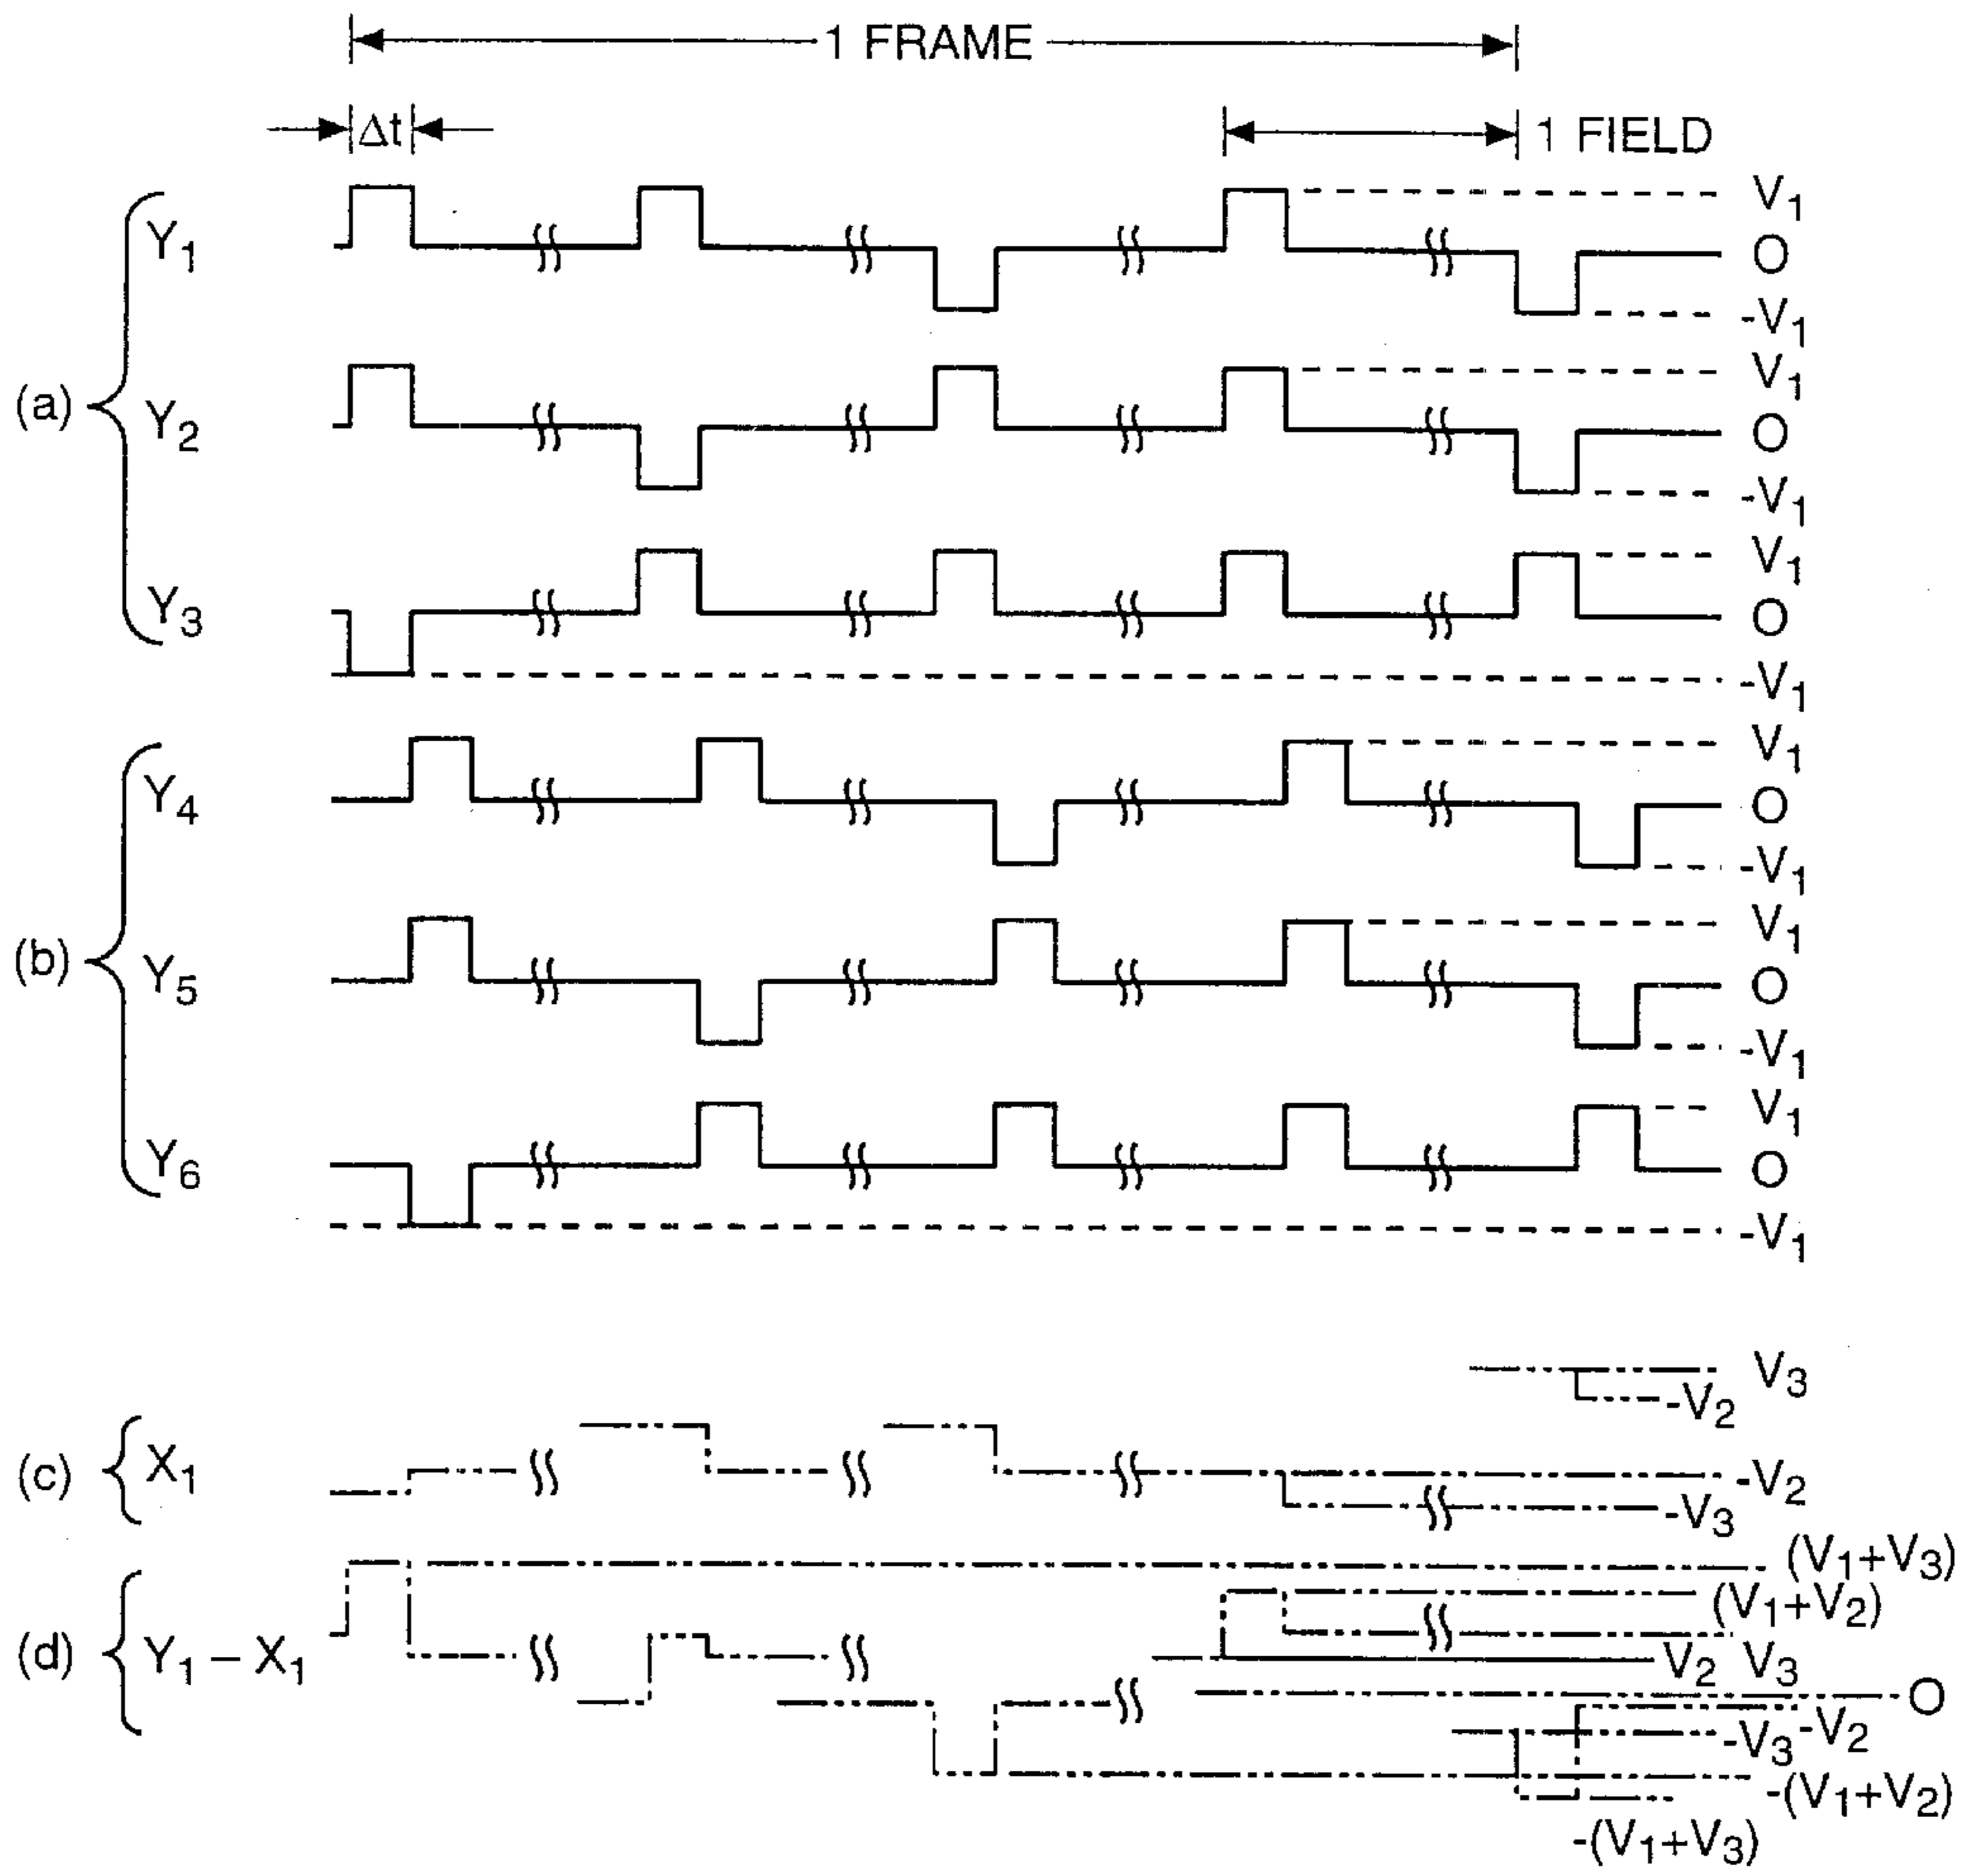 1 FRAME
Δt
1 FIELD
(a)
Y1
V1
O
-V1
Y2
V1
O
-V1
Y3
V1
O
-V1
(b)
Y4
V1
O
-V1
Y5
V1
O
-V1
Y6
V1
O
-V1
V3
-V2
(c)
X1
-V2
-V3
(d)
Y1 – X1
(V1+V3)
(V1+V2)
V2 V3
O
-V2
-V3
-(V1+V2)
-(V1+V3)